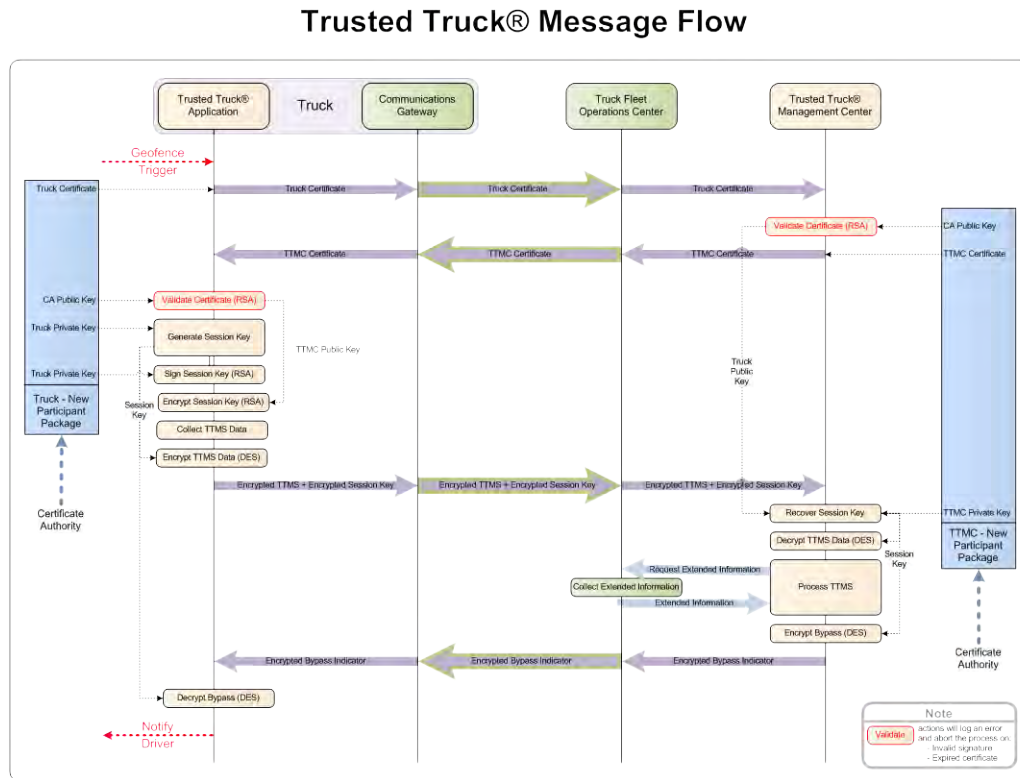 Trusted Truck® Message Flow
Trusted Truck®
Application
Truck
Communications
Gateway
Truck Fleet
Operations Center
Trusted Truck®
Management Center
Geofence
Trigger
Truck Certificate
Truck Certificate
Truck Certificate
Truck Certificate
Validate Certificate (RSA)
CA Public Key
TTMC Certificate
TTMC Certificate
TTMC Certificate
TTMC Certificate
CA Public Key
Validate Certificate (RSA)
Truck Private Key
Generate Session Key
TTMC Public Key
Truck
Public
Key
Truck Private Key
Sign Session Key (RSA)
Truck - New
Participant
Package
Session
Key
Encrypt Session Key (RSA)
Collect TTMS Data
Encrypt TTMS Data (DES)
Encrypted TTMS + Encrypted Session Key
Encrypted TTMS + Encrypted Session Key
Encrypted TTMS + Encrypted Session Key
Certificate
Authority
Recover Session Key
TTMC Private Key
Decrypt TTMS Data (DES)
Session
Key
TTMC - New
Participant
Package
Request Extended Information
Collect Extended Information
Process TTMS
Extended Information
Encrypt Bypass (DES)
Encrypted Bypass Indicator
Encrypted Bypass Indicator
Encrypted Bypass Indicator
Certificate
Authority
Decrypt Bypass (DES)
Notify
Driver
Note
Validate
actions will log an error
and abort the process on:
- Invalid signature
- Expired certificate